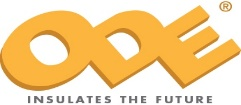 ODE®
INSULATES THE FUTURE